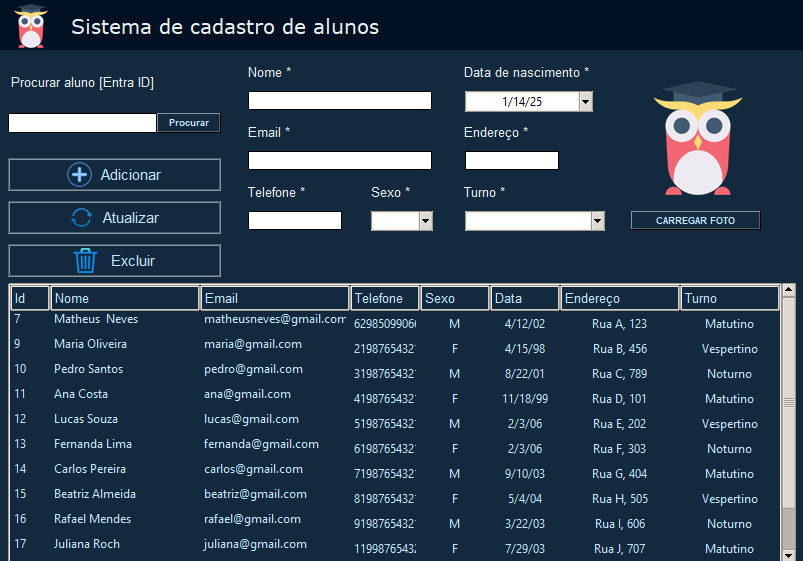 Sistema de cadastro de alunos
Nome * Data de nascimento *
Procurar aluno [Entra ID]
1/14/25
Procurar
Email * Endereço *
Adicionar
Telefone * Sexo * Turno *
Atualizar
CARREGAR FOTO
Excluir
Id Nome Email Telefone Sexo Data Endereço Turno
7 Matheus Neves matheusneves@gmail.com 6298509906 M 4/12/02 Rua A, 123 Matutino
9 Maria Oliveira maria@gmail.com 2198765432 F 4/15/98 Rua B, 456 Vespertino
10 Pedro Santos pedro@gmail.com 3198765432 M 8/22/01 Rua C, 789 Noturno
11 Ana Costa ana@gmail.com 4198765432 F 11/18/99 Rua D, 101 Matutino
12 Lucas Souza lucas@gmail.com 5198765432 M 2/3/06 Rua E, 202 Vespertino
13 Fernanda Lima fernanda@gmail.com 6198765432 F 2/3/06 Rua F, 303 Noturno
14 Carlos Pereira carlos@gmail.com 7198765432 M 9/10/03 Rua G, 404 Matutino
15 Beatriz Almeida beatriz@gmail.com 8198765432 F 5/4/04 Rua H, 505 Vespertino
16 Rafael Mendes rafael@gmail.com 9198765432 M 3/22/03 Rua I, 606 Noturno
17 Juliana Roch juliana@gmail.com 1199876543 F 7/29/03 Rua J, 707 Matutino